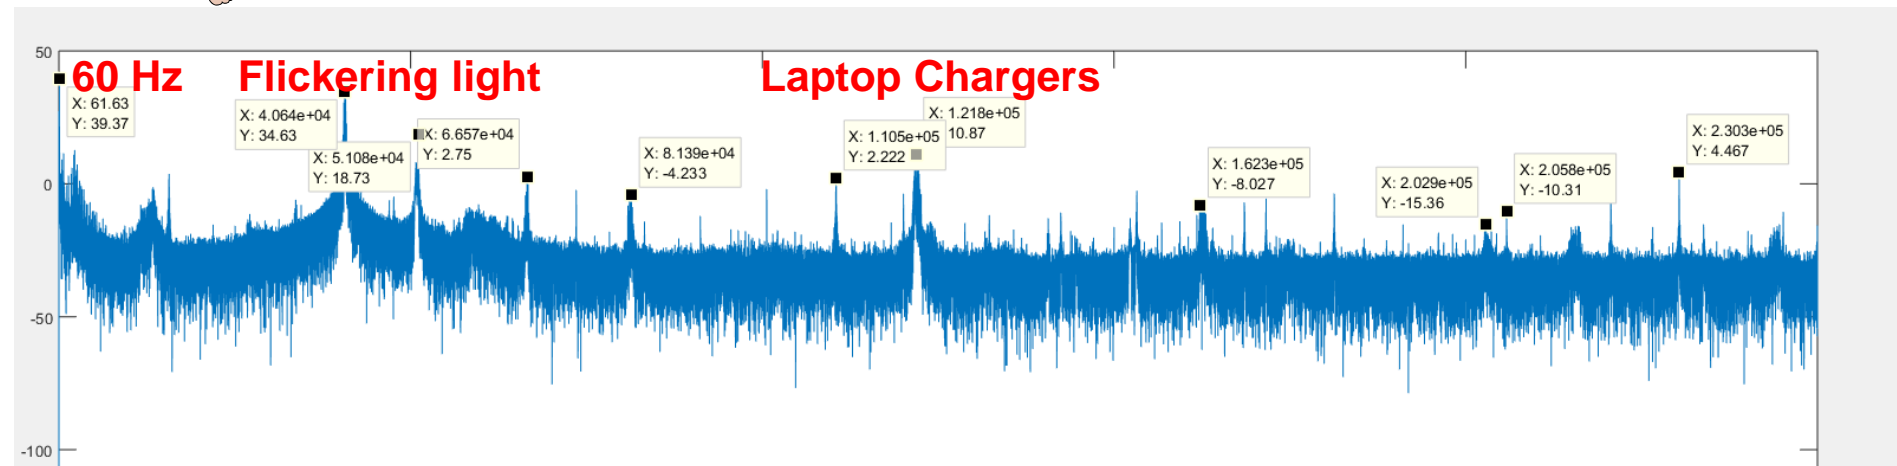 50
60 Hz Flickering light Laptop Chargers
X: 61.63
Y: 39.37
X: 4.064e+04
Y: 34.63
X: 5.108e+04
Y: 18.73
X: 6.657e+04
Y: 2.75
X: 8.139e+04
Y: -4.233
X: 1.105e+05
Y: 2.222
X: 1.218e+05
10.87
X: 1.623e+05
Y: -8.027
X: 2.029e+05
Y: -15.36
X: 2.058e+05
Y: -10.31
X: 2.303e+05
Y: 4.467
0
-50
-100